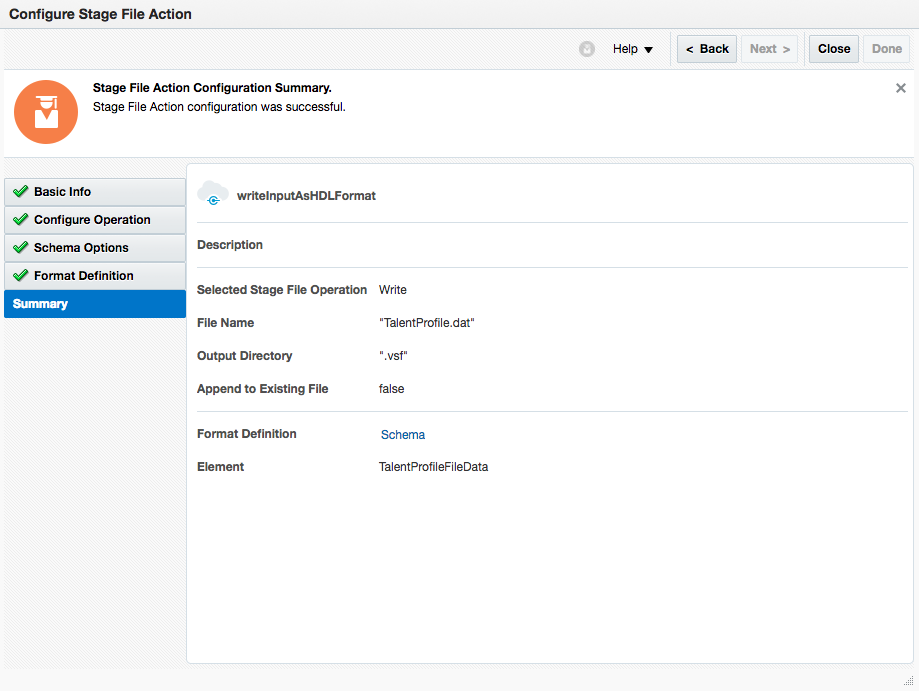 Configure Stage File Action
Help
< Back
Next >
Close
Done
Stage File Action Configuration Summary.
Stage File Action configuration was successful.
Basic Info
Configure Operation
Schema Options
Format Definition
Summary
writeInputAsHDLFormat
Description
Selected Stage File Operation Write
File Name "TalentProfile.dat"
Output Directory ".vsf"
Append to Existing File false
Format Definition Schema
Element TalentProfileFileData